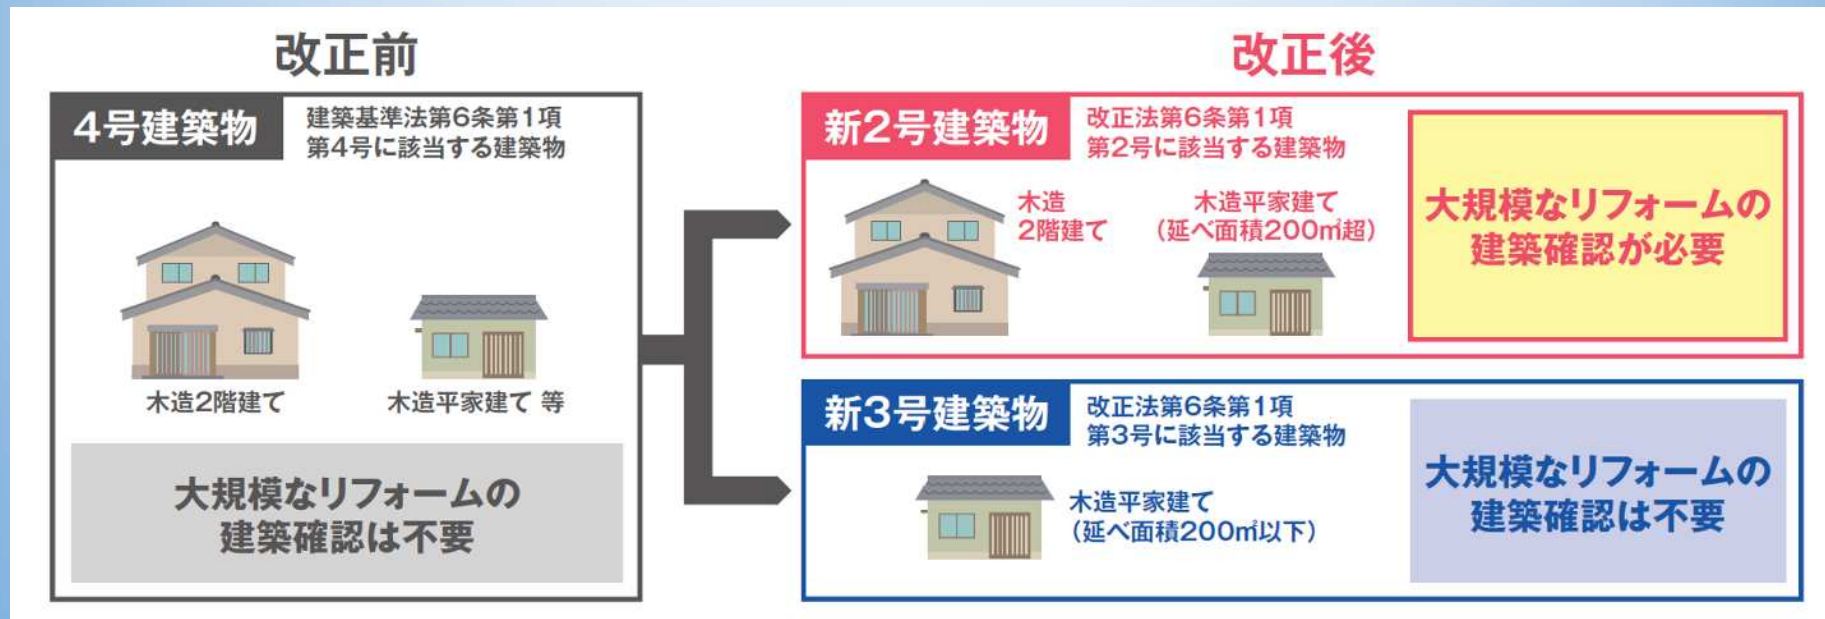 改正前
4号建築物
建築基準法第6条第1項
第4号に該当する建築物
木造2階建て
木造平家建て 等
大規模なリフォームの
建築確認は不要
改正後
新2号建築物
改正法第6条第1項
第2号に該当する建築物
木造
2階建て
木造平家建て
(延べ面積200㎡超)
大規模なリフォームの
建築確認が必要
新3号建築物
改正法第6条第1項
第3号に該当する建築物
木造平家建て
(延べ面積200㎡以下)
大規模なリフォームの
建築確認は不要